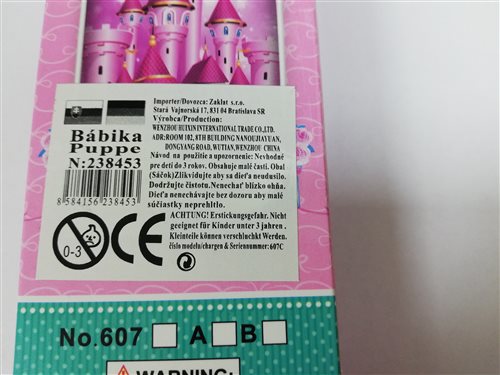 Importer/Dovozca: Zaklat s.r.o.
Stará Vajnorská 17, 831 04 Bratislava SR
Výrobca/Production:
WENZHOU HUIXIN INTERNATIONAL TRADE CO.,LTD.
ADR:ROOM 102, 8TH BUILDING NANOUJIAYUAN,
DONGYANG ROAD, WUTIAN, WENZHOU CHINA
Návod na použitie a upozornenie: Nevhodné
pre deti do 3 rokov. Obsahuje malé časti. Obal
(Sáčok)Zlikvidujte aby sa dieťa neudusilo.
Dodržujte čistotu. Nenechať blízko ohňa.
Dieťa nenechávajte bez dozoru aby malé
súčiastky neprehltlo.
Bábika
Puppe
N:238453
8 584156 238453
0-3
CE
ACHTUNG! Erstickungsgefahr. Nicht
geeignet für Kinder unter 3 jahren .
Kleinteile können verschluckt Werden.
číslo modelu/chargen & Seriennummer: 607C
No.607 A B
WARNING: